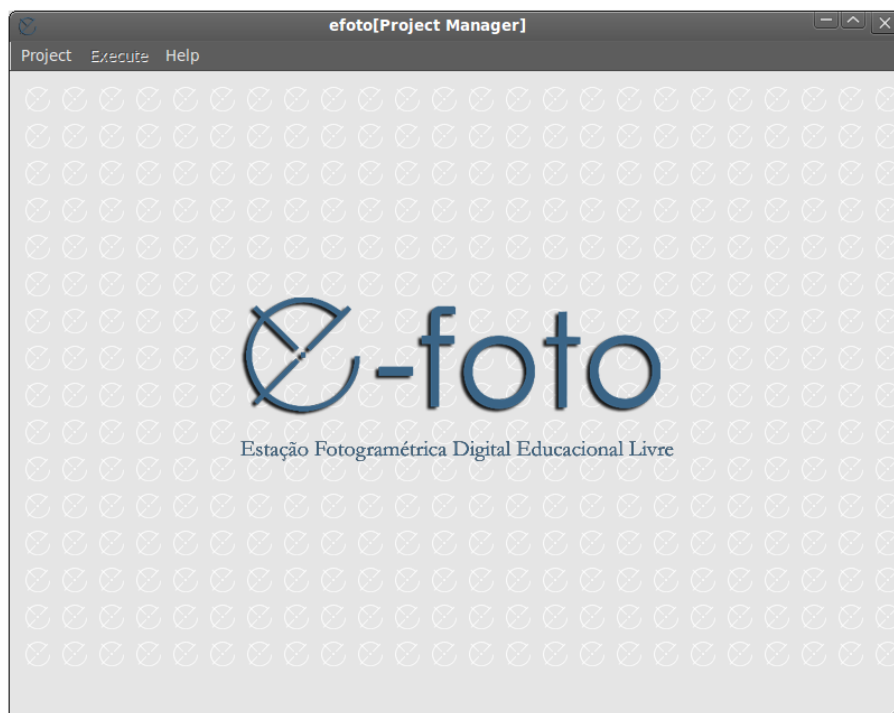 efoto[Project Manager]
Project Execute Help
e-foto
Estação Fotogramétrica Digital Educacional Livre